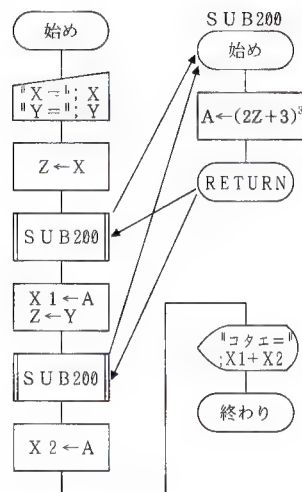 始め
"X="; X
"Y="; Y
Z←X
SUB200
X1←A
Z←Y
SUB200
X2←A
SUB200
始め
A←(2Z+3)³
RETURN
"コタエ="
;X1+X2
終わり